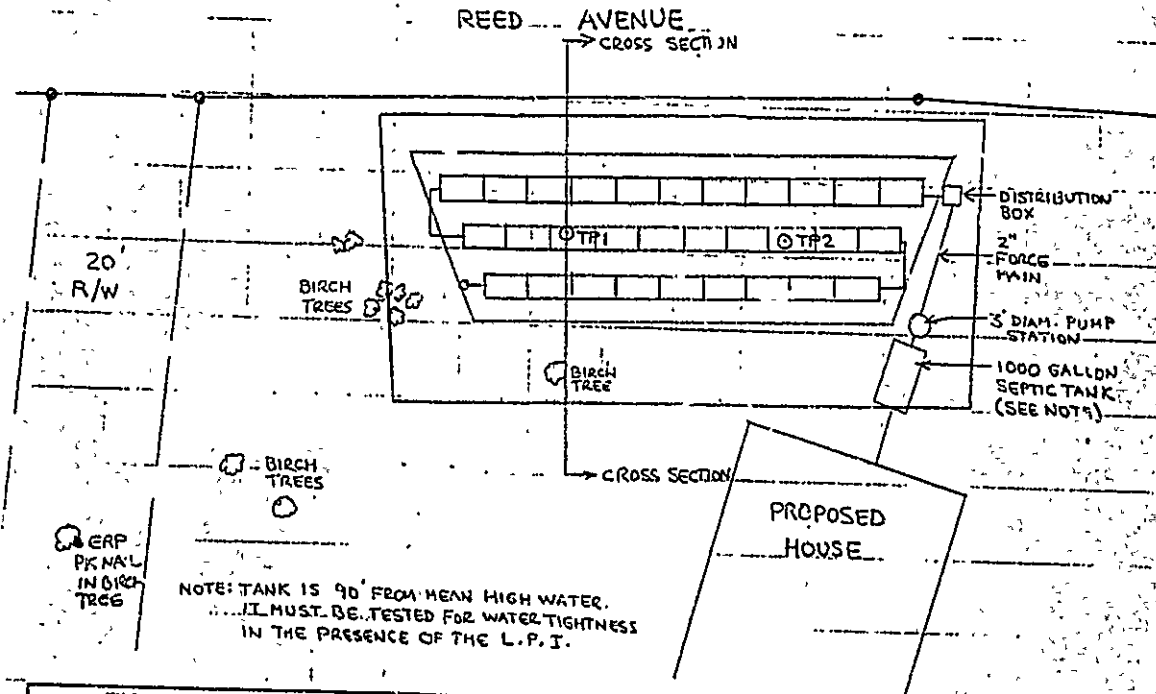 REED AVENUE
CROSS SECTION
DISTRIBUTION
BOX
2"
FORCE
MAIN
TP1
TP2
20'
R/W
BIRCH
TREES
3' DIAM. PUMP
STATION
BIRCH
TREE
1000 GALLON
SEPTIC TANK
(SEE NOTE)
BIRCH
TREES
CROSS SECTION
PROPOSED
HOUSE
ERP
PK NAIL
IN BIRCH
TREE
NOTE: TANK IS 90' FROM MEAN HIGH WATER.
IT MUST BE TESTED FOR WATER TIGHTNESS
IN THE PRESENCE OF THE L.P.I.